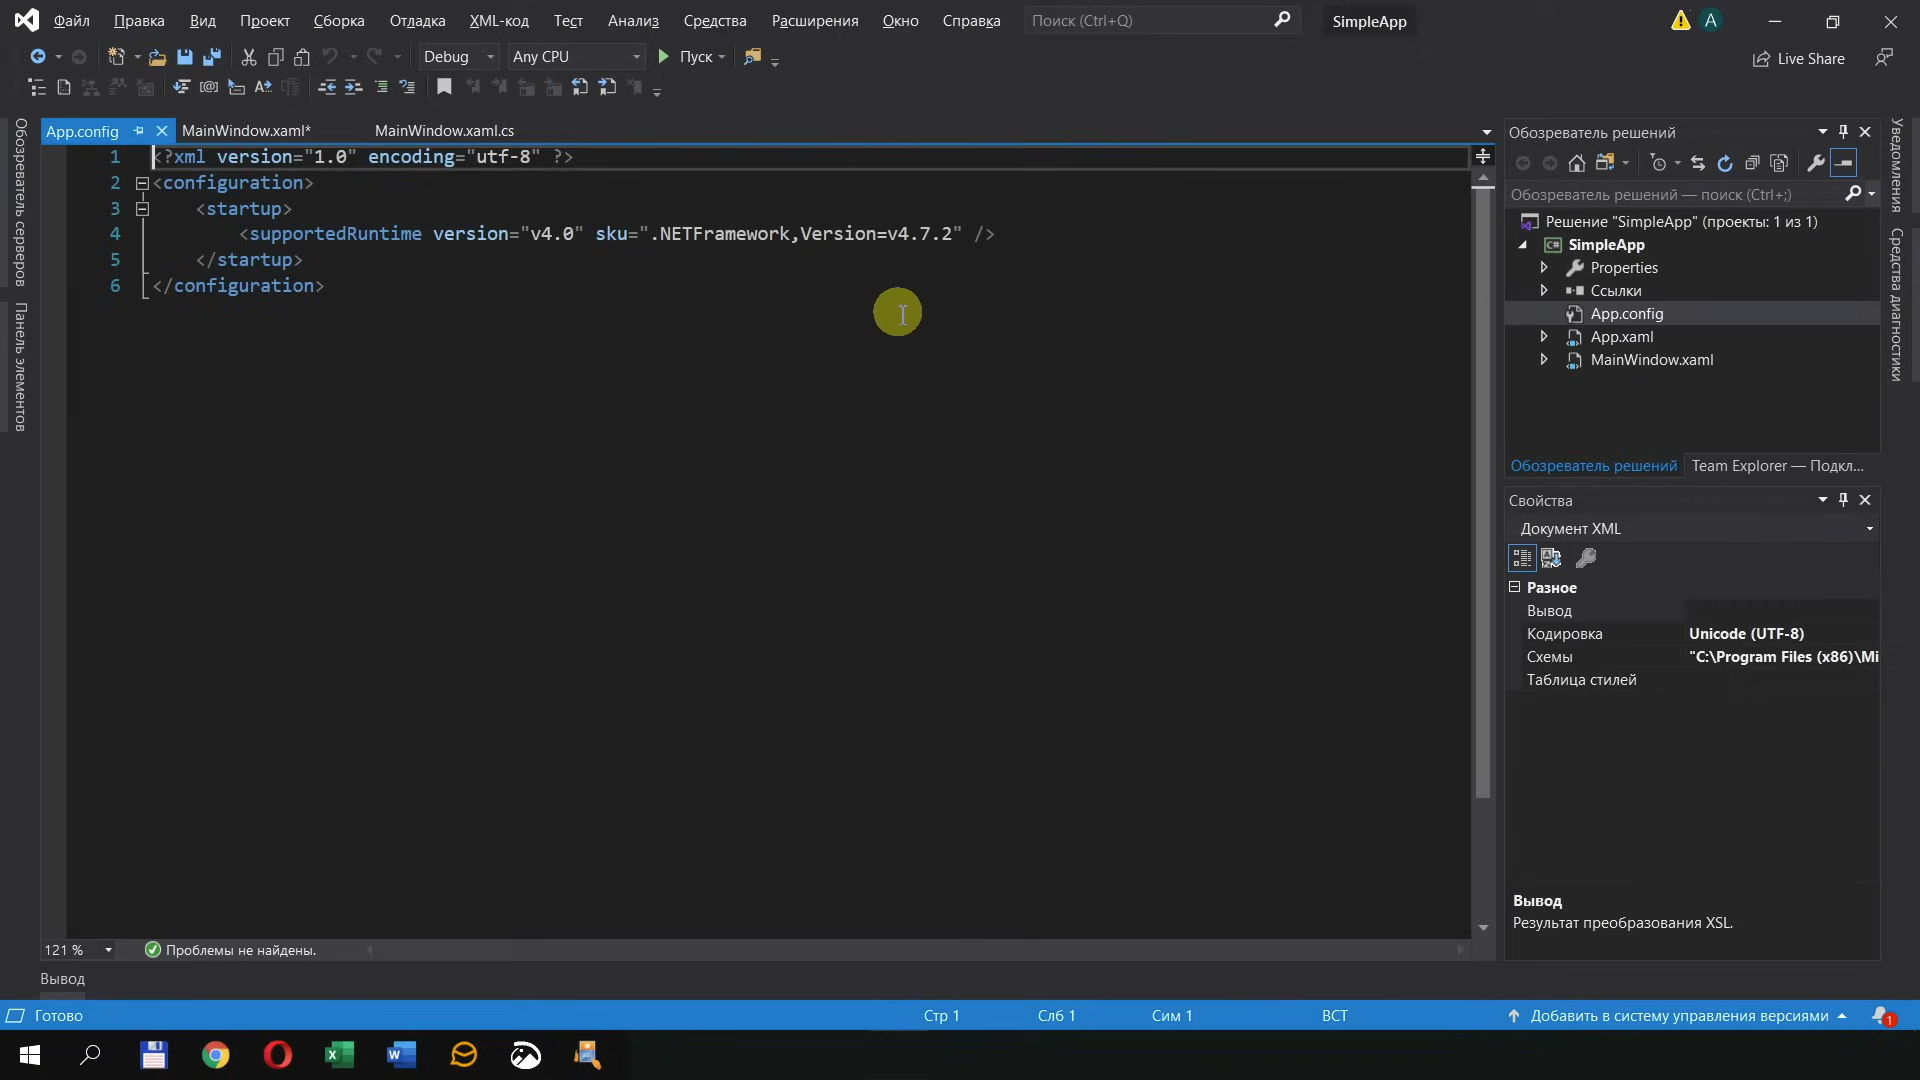 Файл Правка Вид Проект Сборка Отладка XML-код Тест Анализ Средства Расширения Окно Справка Поиск (Ctrl+Q) SimpleApp A
Debug Any CPU Пуск Live Share
App.config MainWindow.xaml* MainWindow.xaml.cs
1 <?xml version="1.0" encoding="utf-8" ?>
2 <configuration>
3 <startup>
4 <supportedRuntime version="v4.0" sku=".NETFramework,Version=v4.7.2" />
5 </startup>
6 </configuration>
Обозреватель серверов
Панель элементов
Обозреватель решений
Обозреватель решений — поиск (Ctrl+;)
Решение "SimpleApp" (проекты: 1 из 1)
SimpleApp
Properties
Ссылки
App.config
App.xaml
MainWindow.xaml
Обозреватель решений Team Explorer — Подкл...
Свойства
Документ XML
Разное
Вывод
Кодировка Unicode (UTF-8)
Схемы "C:\Program Files (x86)\Mi
Таблица стилей
Вывод
Результат преобразования XSL.
Уведомления
Средства диагностики
121 % Проблемы не найдены.
Вывод
Готово Стр 1 Слб 1 Сим 1 ВСТ Добавить в систему управления версиями 1